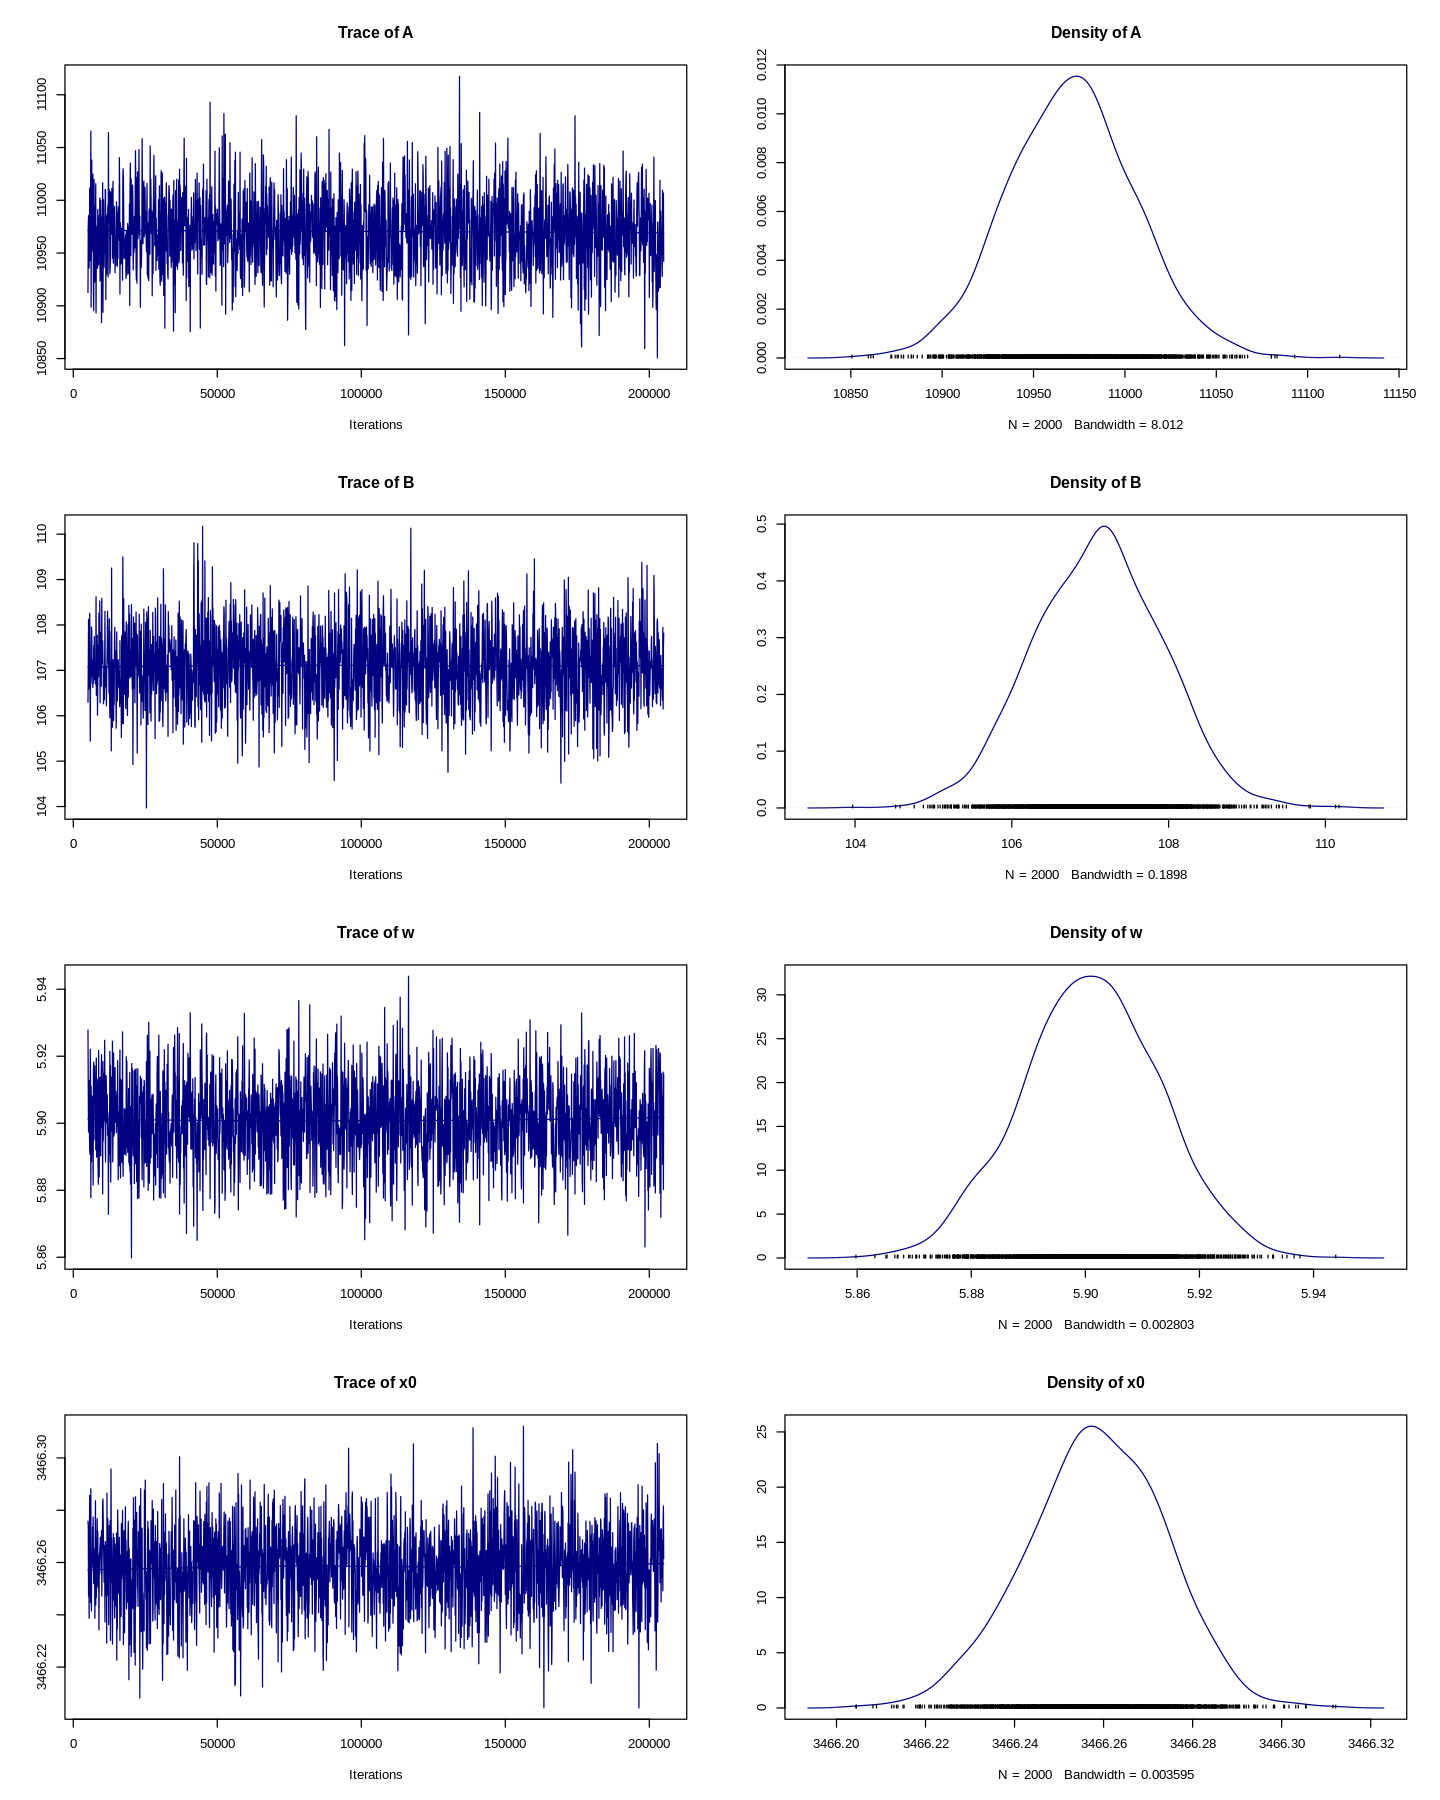 Trace of A
11100
11050
11000
10950
10900
10850
0 50000 100000 150000 200000
Iterations
Density of A
0.012
0.010
0.008
0.006
0.004
0.002
0.000
10850 10900 10950 11000 11050 11100 11150
N = 2000 Bandwidth = 8.012
Trace of B
110
109
108
107
106
105
104
0 50000 100000 150000 200000
Iterations
Density of B
0.5
0.4
0.3
0.2
0.1
0.0
104 106 108 110
N = 2000 Bandwidth = 0.1898
Trace of w
5.94
5.92
5.90
5.88
5.86
0 50000 100000 150000 200000
Iterations
Density of w
30
25
20
15
10
5
0
5.86 5.88 5.90 5.92 5.94
N = 2000 Bandwidth = 0.002803
Trace of x0
3466.30
3466.26
3466.22
0 50000 100000 150000 200000
Iterations
Density of x0
25
20
15
10
5
0
3466.20 3466.22 3466.24 3466.26 3466.28 3466.30 3466.32
N = 2000 Bandwidth = 0.003595